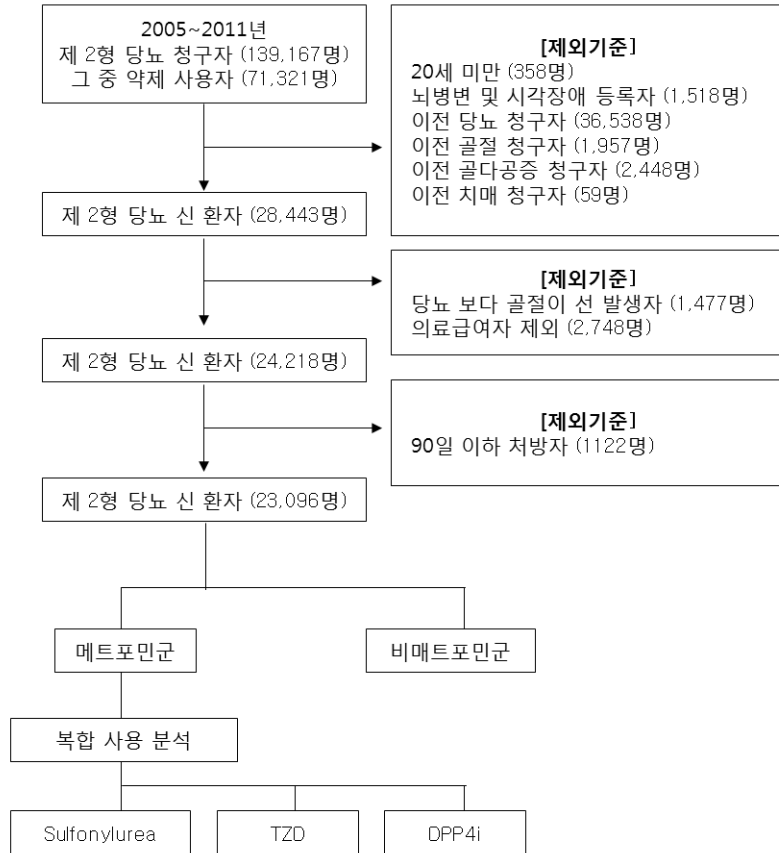 2005~2011년
제 2형 당뇨 청구자 (139,167명)
그 중 약제 사용자 (71,321명)
[제외기준]
20세 미만 (358명)
뇌병변 및 시각장애 등록자 (1,518명)
이전 당뇨 청구자 (36,538명)
이전 골절 청구자 (1,957명)
이전 골다공증 청구자 (2,448명)
이전 치매 청구자 (59명)
제 2형 당뇨 신 환자 (28,443명)
[제외기준]
당뇨 보다 골절이 선 발생자 (1,477명)
의료급여자 제외 (2,748명)
제 2형 당뇨 신 환자 (24,218명)
[제외기준]
90일 이하 처방자 (1122명)
제 2형 당뇨 신 환자 (23,096명)
메트포민군
비매트포민군
복합 사용 분석
Sulfonylurea
TZD
DPP4i